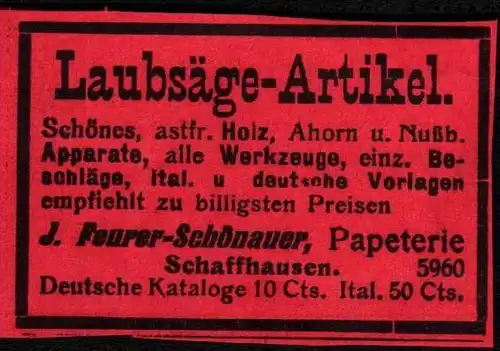 Laubsäge-Artikel.
Schönes, astfr. Holz, Ahorn u. Nußb.
Apparate, alle Werkzeuge, einz. Be-
schläge, ital. u deutsche Vorlagen
empfiehlt zu billigsten Preisen
J. Feurer-Schönauer, Papeterie
Schaffhausen. 5960
Deutsche Kataloge 10 Cts. Ital. 50 Cts.